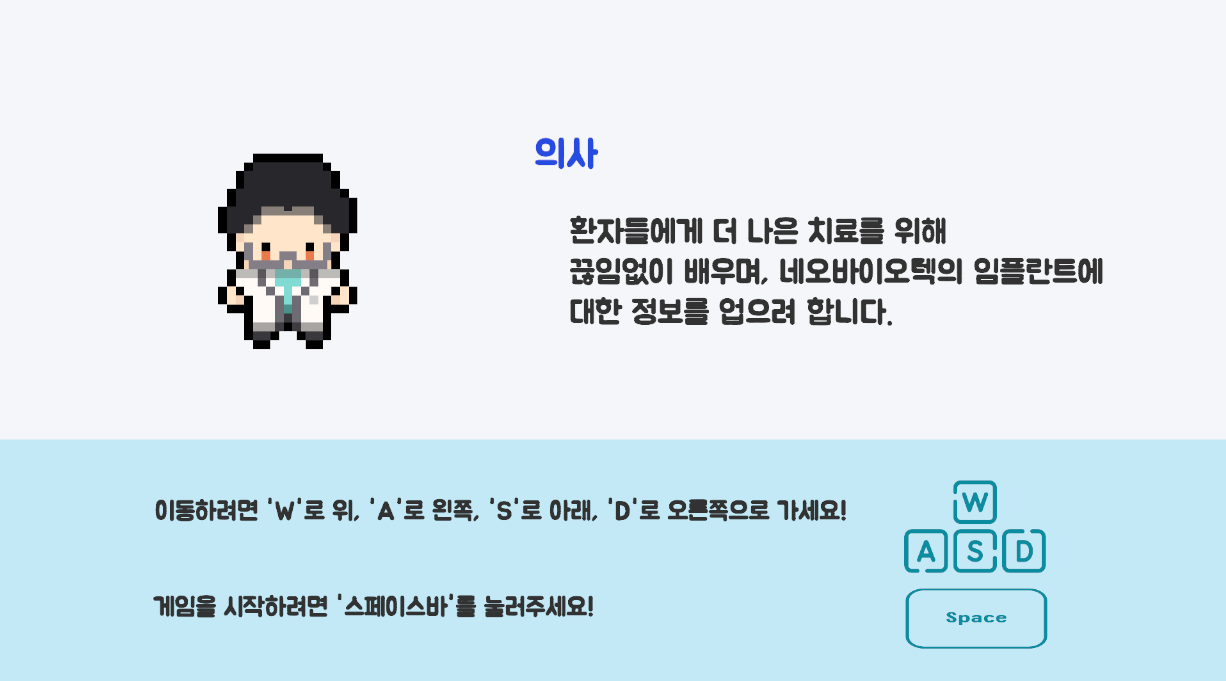 의사
환자들에게 더 나은 치료를 위해
끊임없이 배우며, 네오바이오텍의 임플란트에
대한 정보를 업으려 합니다.
이동하려면 'W'로 위, 'A'로 왼쪽, 'S'로 아래, 'D'로 오른쪽으로 가세요!
W
A S D
게임을 시작하려면 '스페이스바'를 눌러주세요!
Space